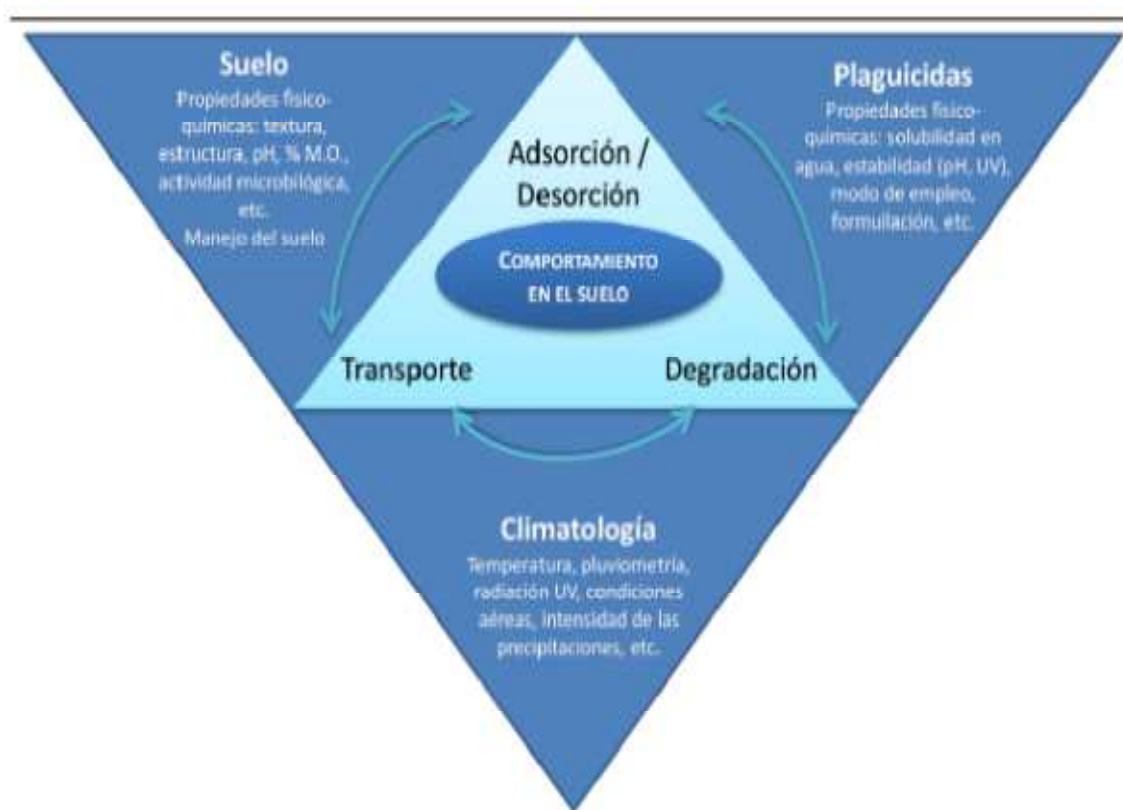 Suelo
Propiedades físico-
químicas: textura,
estructura, pH, % M.O.,
actividad microbilógica,
etc.
Manejo del suelo
Plaguicidas
Propiedades físico-
químicas: solubilidad en
agua, estabilidad (pH, UV),
modo de empleo,
formulación, etc.
Adsorción /
Desorción
COMPORTAMIENTO
EN EL SUELO
Transporte
Degradación
Climatología
Temperatura, pluviometría,
radiación UV, condiciones
aéreas, intensidad de las
precipitaciones, etc.